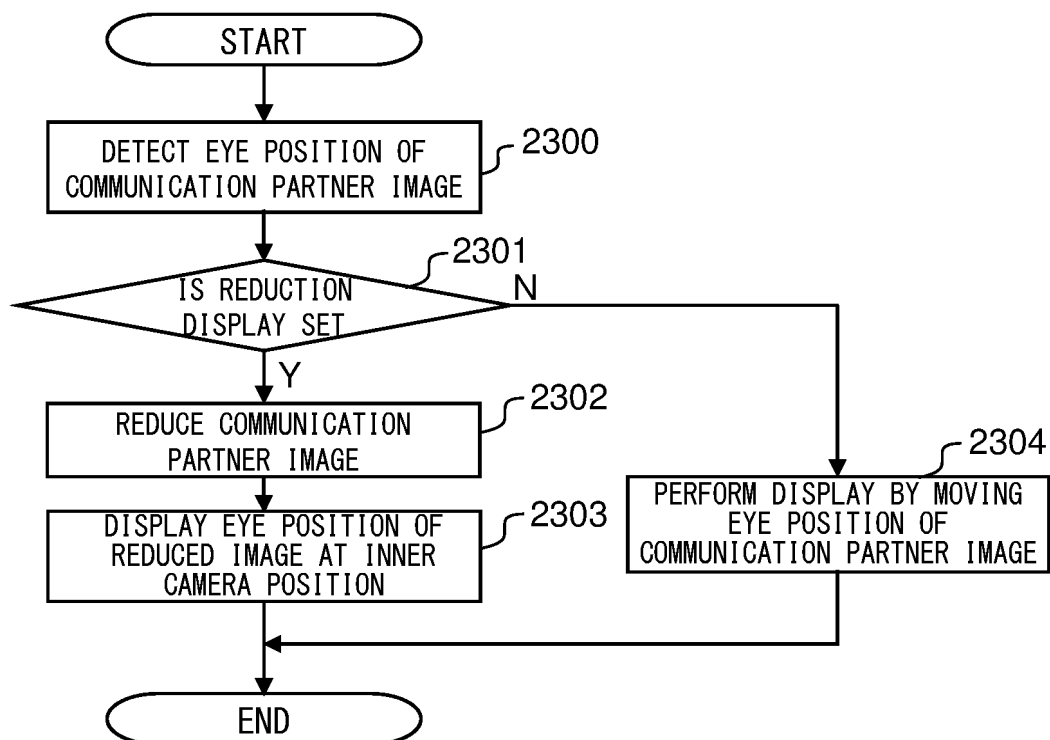 START
DETECT EYE POSITION OF
COMMUNICATION PARTNER IMAGE
2300
2301
IS REDUCTION
DISPLAY SET
N
Y
REDUCE COMMUNICATION
PARTNER IMAGE
2302
DISPLAY EYE POSITION OF
REDUCED IMAGE AT INNER
CAMERA POSITION
2303
2304
PERFORM DISPLAY BY MOVING
EYE POSITION OF
COMMUNICATION PARTNER IMAGE
END